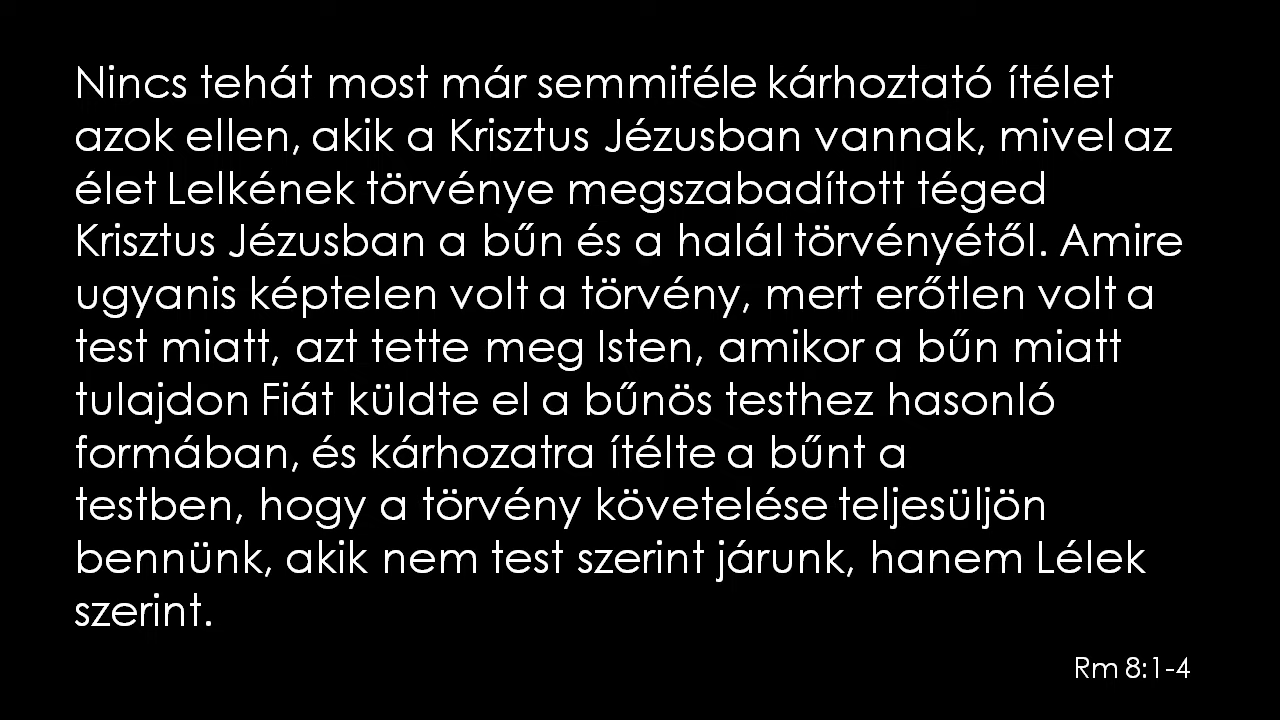 Nincs tehát most már semmiféle kárhoztató ítélet
azok ellen, akik a Krisztus Jézusban vannak, mivel az
élet Lelkének törvénye megszabadított téged
Krisztus Jézusban a bűn és a halál törvényétől. Amire
ugyanis képtelen volt a törvény, mert erőtlen volt a
test miatt, azt tette meg Isten, amikor a bűn miatt
tulajdon Fiát küldte el a bűnös testhez hasonló
formában, és kárhozatra ítélte a bűnt a
testben, hogy a törvény követelése teljesüljön
bennünk, akik nem test szerint járunk, hanem Lélek
szerint.
Rm 8:1-4